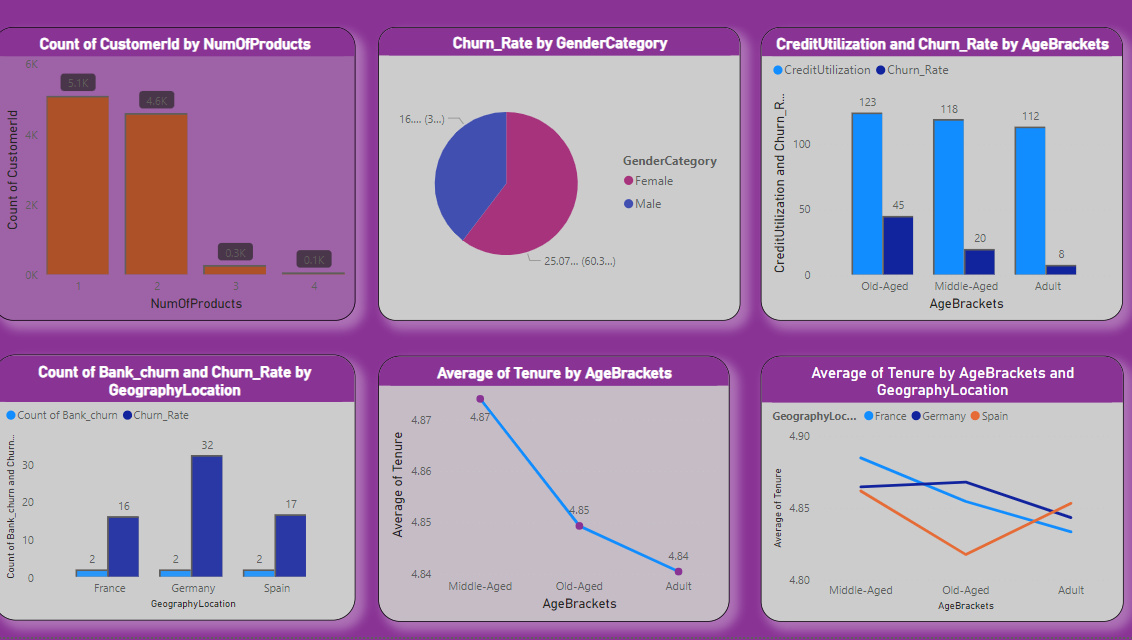 Count of CustomerId by NumOfProducts
Count of CustomerId
6K
4K
2K
0K
5.1K
4.6K
0.3K
0.1K
1 2 3 4
NumOfProducts
Churn_Rate by GenderCategory
16.... (3...)
25.07... (60.3...)
GenderCategory
Female
Male
CreditUtilization and Churn_Rate by AgeBrackets
CreditUtilization Churn_Rate
CreditUtilization and Churn_R...
100
50
0
123
45
118
20
112
8
Old-Aged Middle-Aged Adult
AgeBrackets
Count of Bank_churn and Churn_Rate by
GeographyLocation
Count of Bank_churn Churn_Rate
Count of Bank_churn and Churn...
30
20
10
0
2
16
2
32
2
17
France Germany Spain
GeographyLocation
Average of Tenure by AgeBrackets
Average of Tenure
4.87
4.86
4.85
4.84
4.87
4.85
4.84
Middle-Aged Old-Aged Adult
AgeBrackets
Average of Tenure by AgeBrackets and
GeographyLocation
GeographyLoc... France Germany Spain
Average of Tenure
4.90
4.85
4.80
Middle-Aged Old-Aged Adult
AgeBrackets